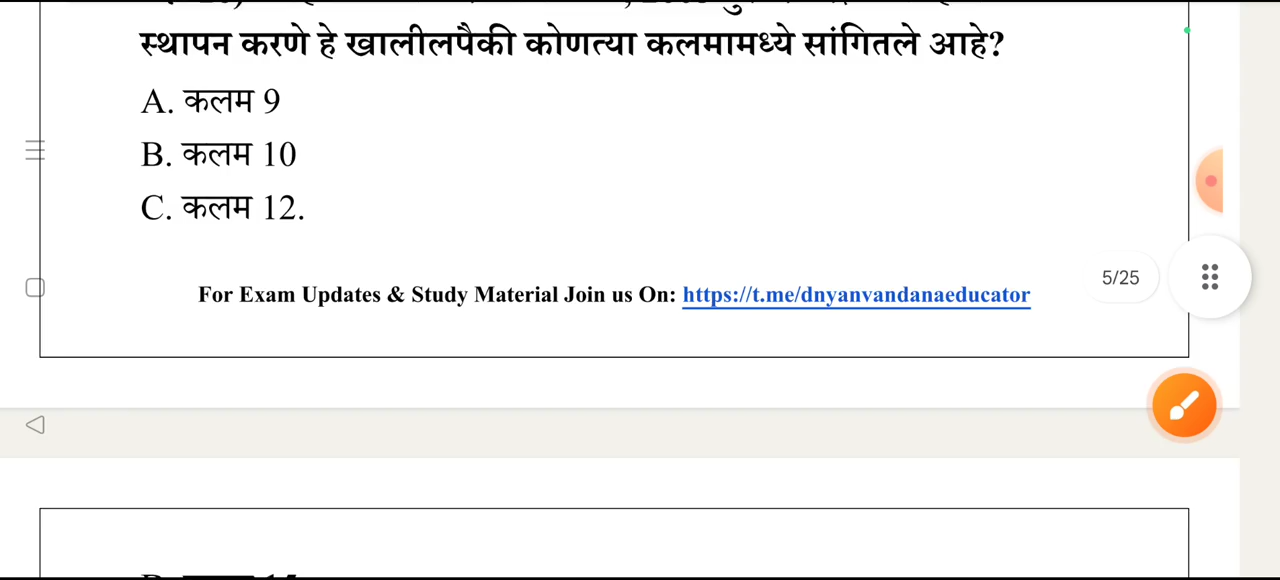 स्थापन करणे हे खालीलपैकी कोणत्या कलमामध्ये सांगितले आहे?
A. कलम 9
B. कलम 10
C. कलम 12.
For Exam Updates & Study Material Join us On: https://t.me/dnyanvandanaeducator
5/25